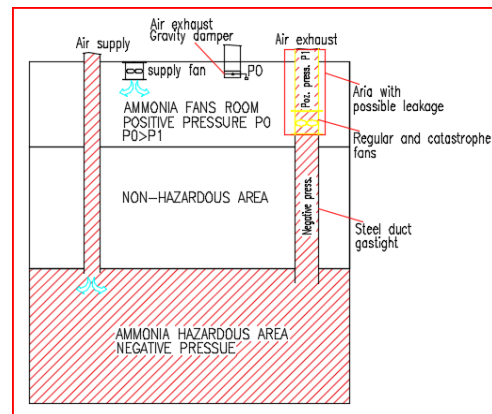 Air exhaust
Gravity damper
Air supply
Air exhaust
supply fan
P0
Poz. press. P1
Aria with
possible leakage
AMMONIA FANS ROOM
POSITIVE PRESSURE P0
P0>P1
Regular and catastrophe
fans
NON-HAZARDOUS AREA
Negative press.
Steel duct
gastight
AMMONIA HAZARDOUS AREA
NEGATIVE PRESSUE